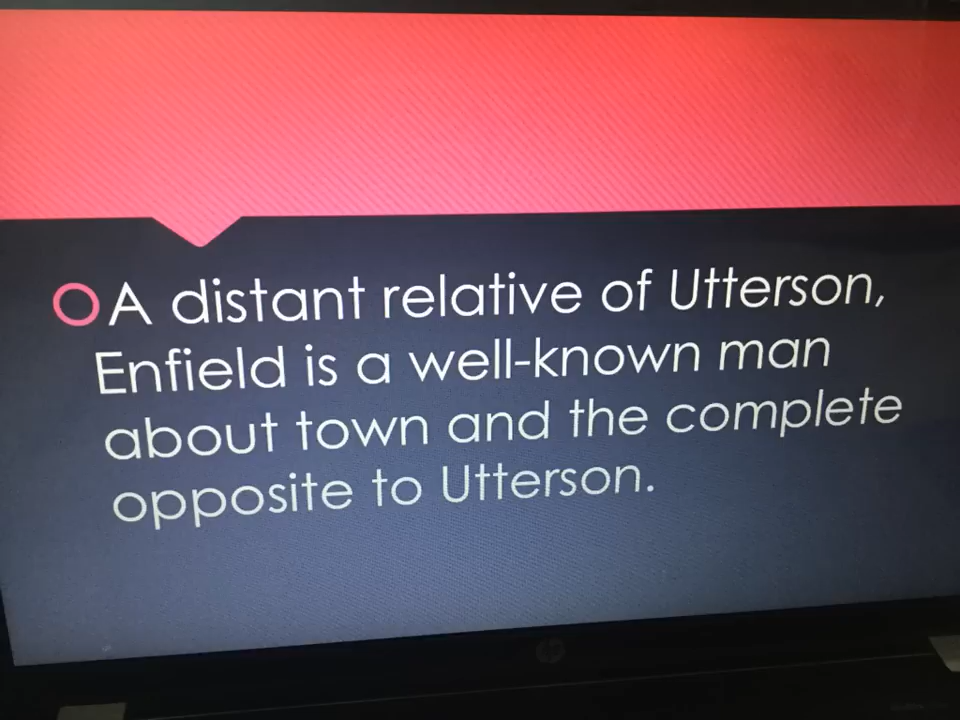 A distant relative of Utterson,
Enfield is a well-known man
about town and the complete
opposite to Utterson.